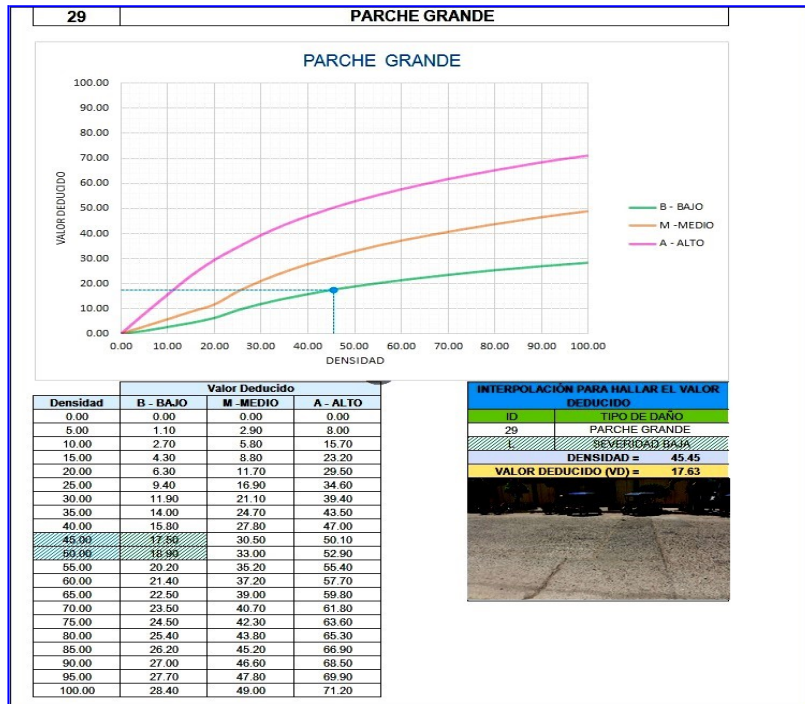 29 PARCHE GRANDE
PARCHE GRANDE
100.00
90.00
80.00
70.00
60.00
50.00
40.00
30.00
20.00
10.00
0.00
VALOR DEDUCIDO
0.00 10.00 20.00 30.00 40.00 50.00 60.00 70.00 80.00 90.00 100.00
DENSIDAD
B - BAJO
M -MEDIO
A - ALTO
Valor Deducido
Densidad B - BAJO M -MEDIO A - ALTO
0.00 0.00 0.00 0.00
5.00 1.10 2.90 8.00
10.00 2.70 5.80 15.70
15.00 4.30 8.80 23.20
20.00 6.30 11.70 29.50
25.00 9.40 16.90 34.60
30.00 11.90 21.10 39.40
35.00 14.00 24.70 43.50
40.00 15.80 27.80 47.00
45.00 17.50 30.50 50.10
50.00 18.90 33.00 52.90
55.00 20.20 35.20 55.40
60.00 21.40 37.20 57.70
65.00 22.50 39.00 59.80
70.00 23.50 40.70 61.80
75.00 24.50 42.30 63.60
80.00 25.40 43.80 65.30
85.00 26.20 45.20 66.90
90.00 27.00 46.60 68.50
95.00 27.70 47.80 69.90
100.00 28.40 49.00 71.20
INTERPOLACIÓN PARA HALLAR EL VALOR
DEDUCIDO
ID TIPO DE DAÑO
29 PARCHE GRANDE
L SEVERIDAD BAJA
DENSIDAD = 45.45
VALOR DEDUCIDO (VD) = 17.63